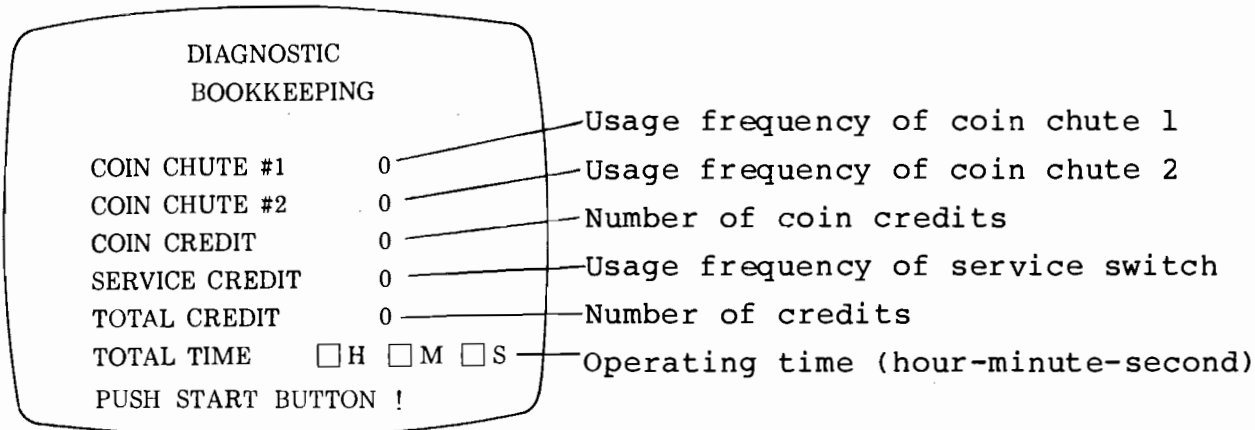 DIAGNOSTIC
BOOKKEEPING
COIN CHUTE #1 0 Usage frequency of coin chute 1
COIN CHUTE #2 0 Usage frequency of coin chute 2
COIN CREDIT 0 Number of coin credits
SERVICE CREDIT 0 Usage frequency of service switch
TOTAL CREDIT 0 Number of credits
TOTAL TIME □H □M □S Operating time (hour-minute-second)
PUSH START BUTTON !